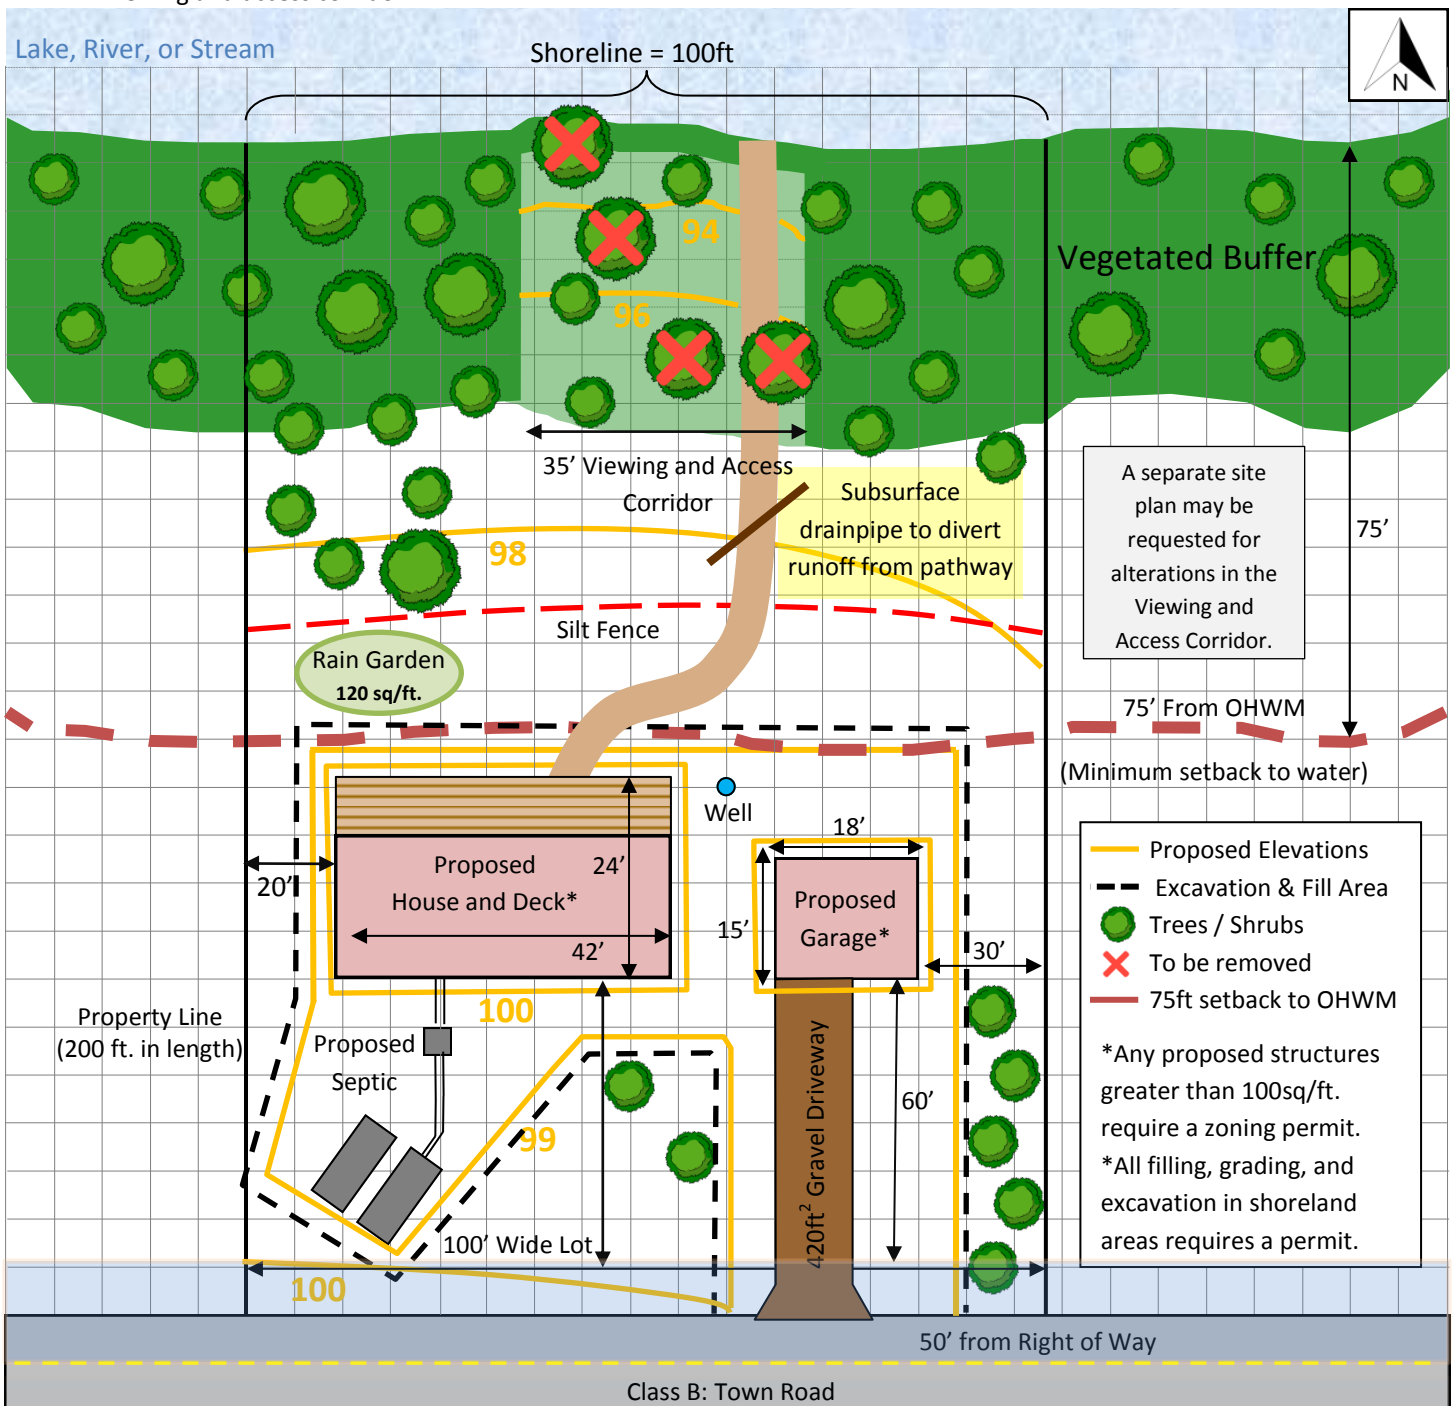 Lake, River, or Stream
Shoreline = 100ft
N
94
96
Vegetated Buffer
35’ Viewing and Access
Corridor
Subsurface
drainpipe to divert
runoff from pathway
A separate site
plan may be
requested for
alterations in the
Viewing and
Access Corridor.
75’
98
Silt Fence
Rain Garden
120 sq/ft.
75’ From OHWM
(Minimum setback to water)
Well
18’
20’
Proposed
House and Deck*
24’
42’
15’
Proposed
Garage*
30’
Proposed Elevations
Excavation & Fill Area
Trees / Shrubs
To be removed
75ft setback to OHWM
*Any proposed structures
greater than 100sq/ft.
require a zoning permit.
*All filling, grading, and
excavation in shoreland
areas requires a permit.
100
Property Line
(200 ft. in length)
Proposed
Septic
99
60’
420ft² Gravel Driveway
100’ Wide Lot
100
50’ from Right of Way
Class B: Town Road